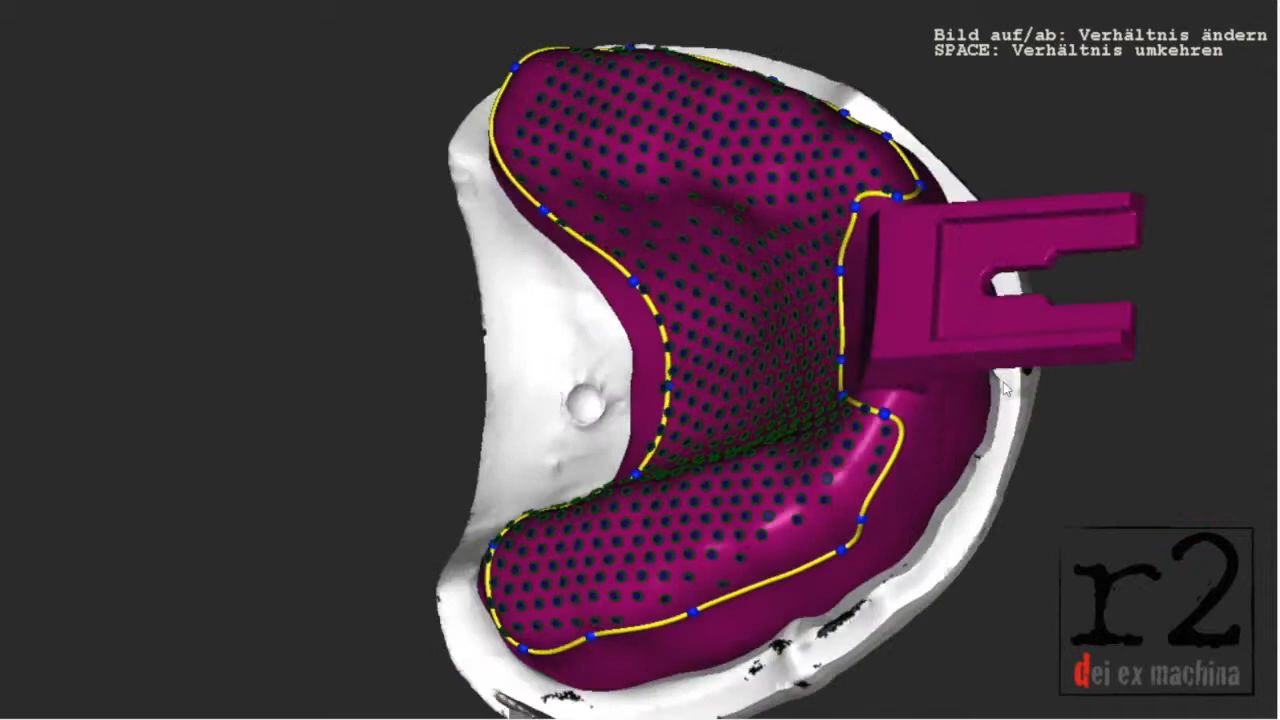 Bild auf/ab: Verhältnis ändern
SPACE: Verhältnis umkehren
r2
dei ex machina